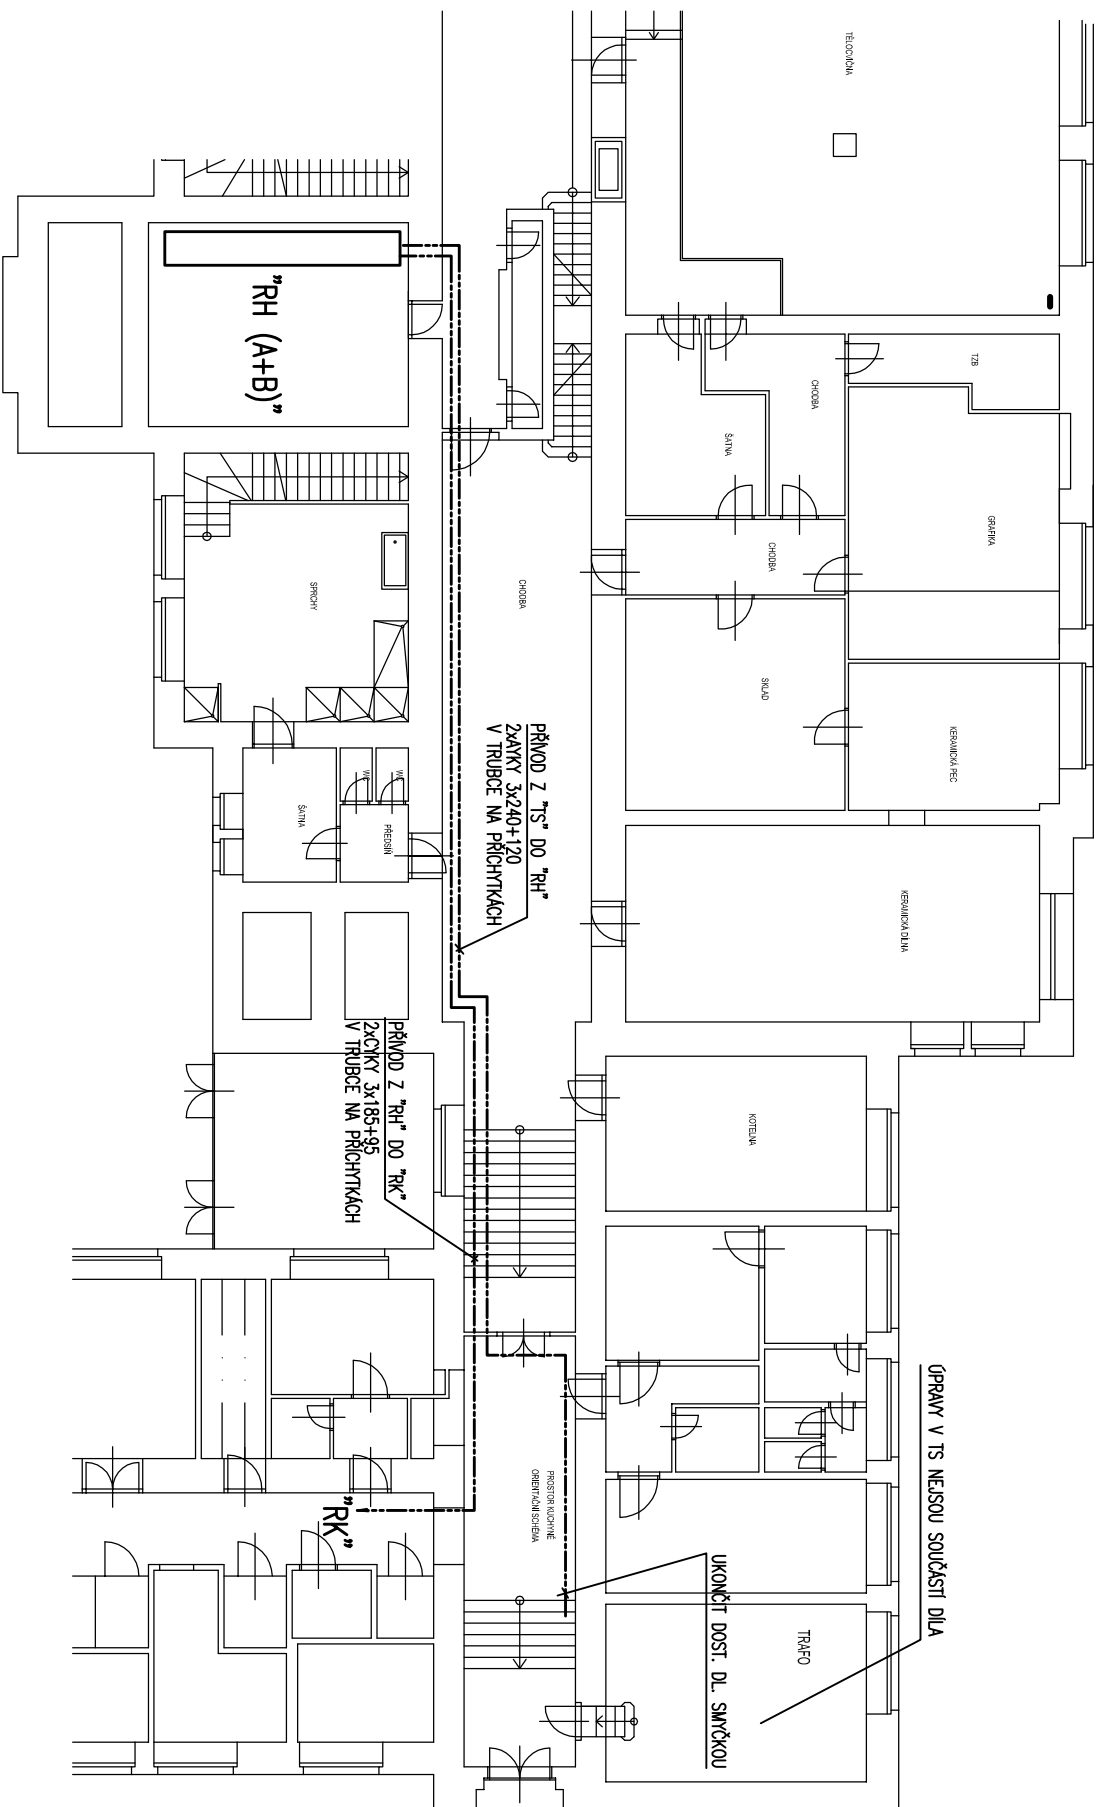 TĚLOCVIČNA
TZB
CHODBA
ŠATNA
GRAFIKA
CHODBA
SKLAD
KERAMICKÁ PEC
KERAMICKÁ DÍLNA
KOTELNA
ÚPRAVY V TS NEJSOU SOUČÁSTÍ DÍLA
TRAFO
UKONČIT DOST. DL. SMYČKOU
"RH (A+B)"
CHODBA
SPRCHY
PŘÍVOD Z "TS" DO "RH"
2xAYKY 3x240+120
V TRUBCE NA PŘÍCHYTKÁCH
WC
WC
ŠATNA
PŘEDSÍŇ
PŘÍVOD Z "RH" DO "RK"
2xCYKY 3x185+95
V TRUBCE NA PŘÍCHYTKÁCH
PROSTOR KUCHYNĚ
ORIENTAČNÍ SCHÉMA
"RK"